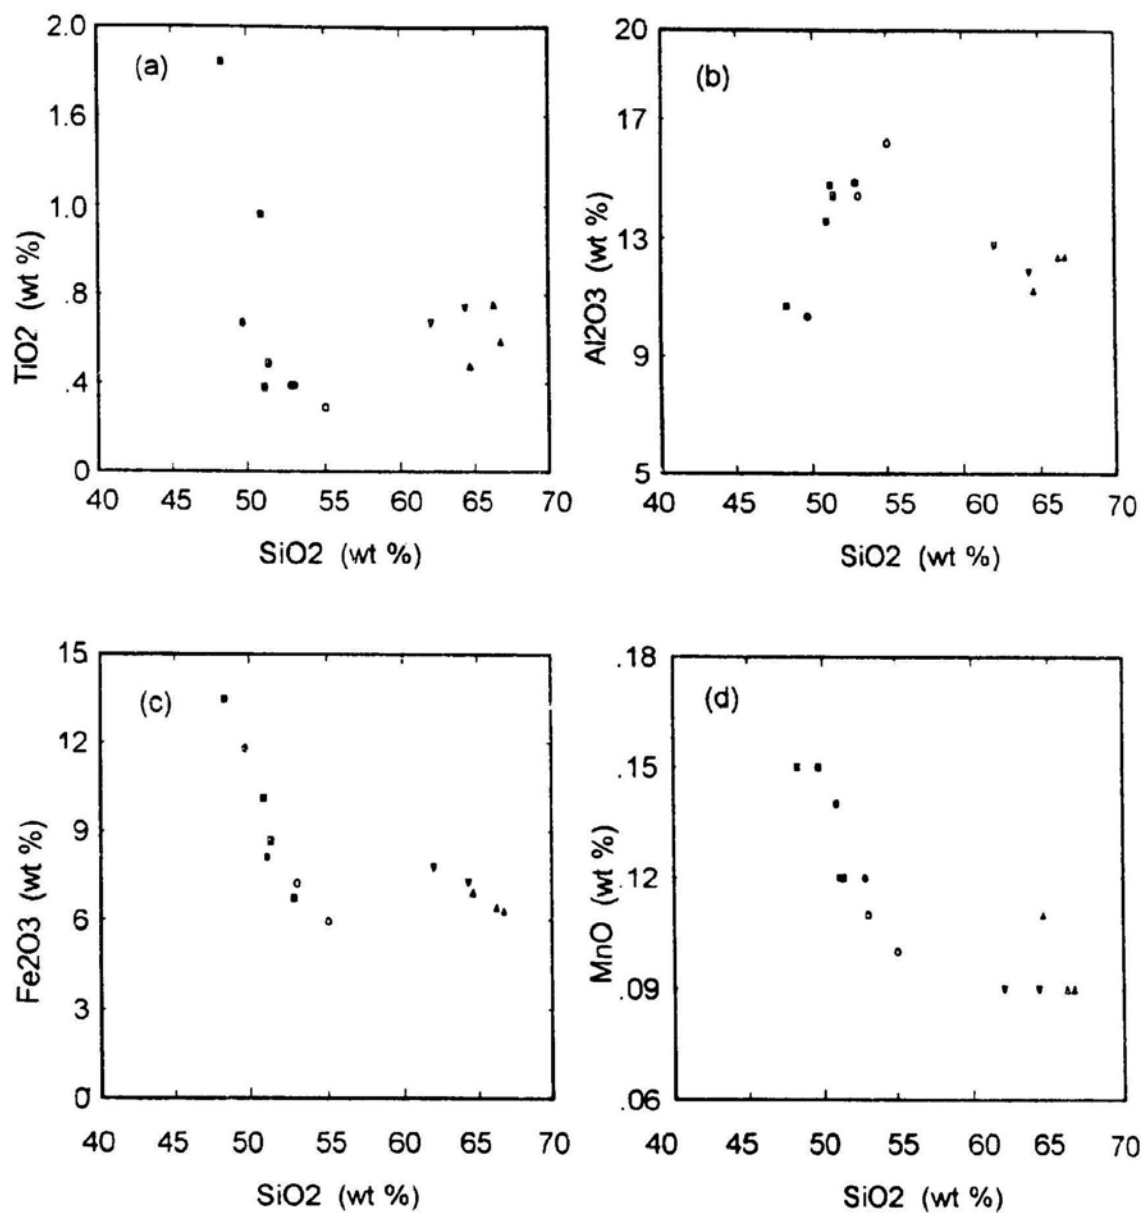 2.0
1.6
1.0
.8
.4
0
TiO2 (wt %)
(a)
40 45 50 55 60 65 70
SiO2 (wt %)
20
17
13
9
5
Al2O3 (wt %)
(b)
40 45 50 55 60 65 70
SiO2 (wt %)
15
12
9
6
3
0
Fe2O3 (wt %)
(c)
40 45 50 55 60 65 70
SiO2 (wt %)
.18
.15
.12
.09
.06
MnO (wt %)
(d)
40 45 50 55 60 65 70
SiO2 (wt %)